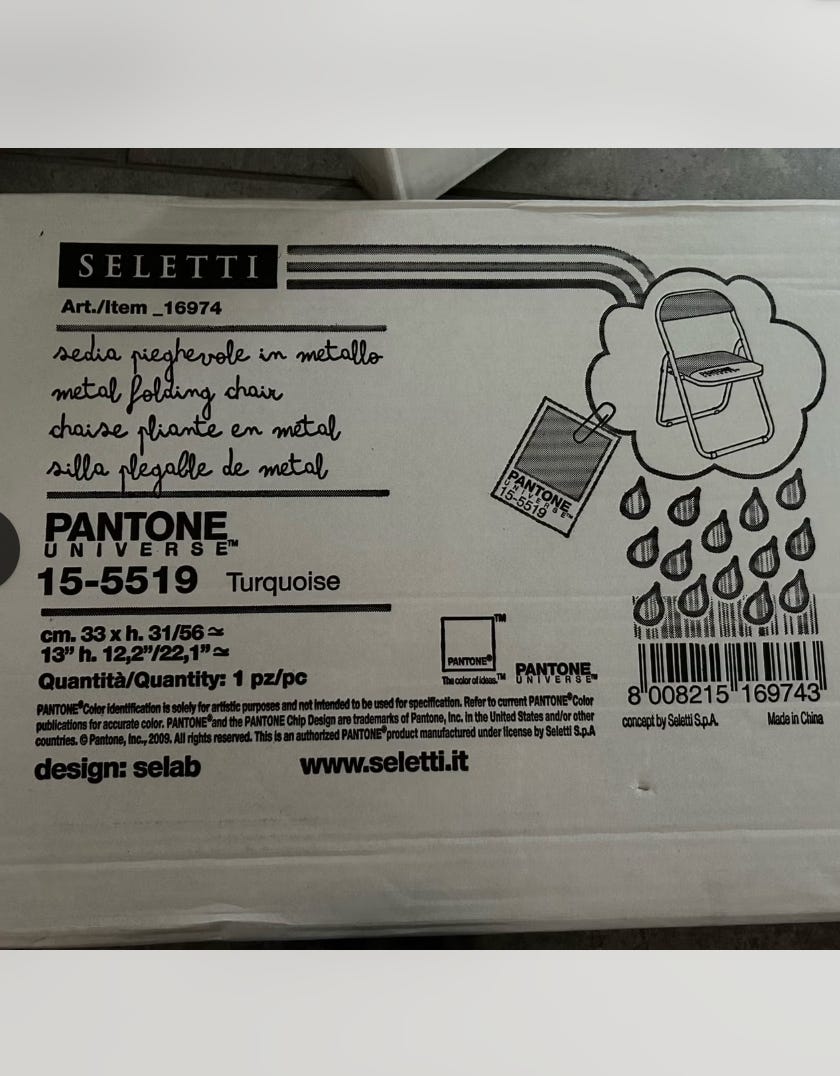 SELETTI
Art./Item _16974
sedia pieghevole in metallo
metal folding chair
chaise pliante en métal
silla plegable de metal
PANTONE
UNIVERSE™
15-5519 Turquoise
cm. 33 x h. 31/56≃
13” h. 12,2”/22,1”≃
Quantità/Quantity: 1 pz/pc
PANTONE®Color identification is solely for artistic purposes and not intended to be used for specification. Refer to current PANTONE®Color
publications for accurate color. PANTONE®and the PANTONE Chip Design are trademarks of Pantone, Inc. in the United States and/or other
countries. © Pantone, Inc., 2009. All rights reserved. This is an authorized PANTONE®product manufactured under license by Seletti S.p.A
design: selab www.seletti.it
PANTONE
UNIVERSE™
15-5519
TM
PANTONE®
The color of ideas.™
PANTONE
UNIVERSE™
8 008215 169743
concept by Seletti S.p.A. Made in China